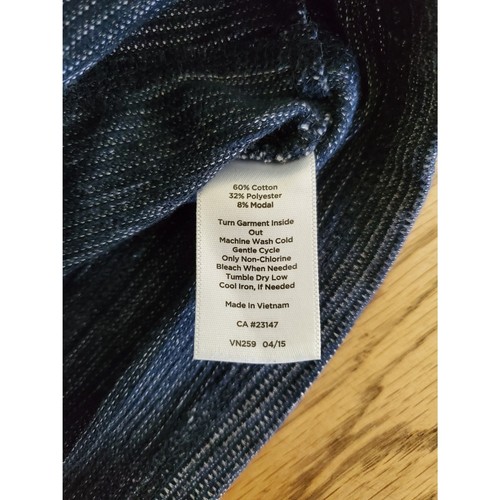 60% Cotton
32% Polyester
8% Modal
Turn Garment Inside
Out
Machine Wash Cold
Gentle Cycle
Only Non-Chlorine
Bleach When Needed
Tumble Dry Low
Cool Iron, If Needed
Made in Vietnam
CA #23147
VN259 04/15